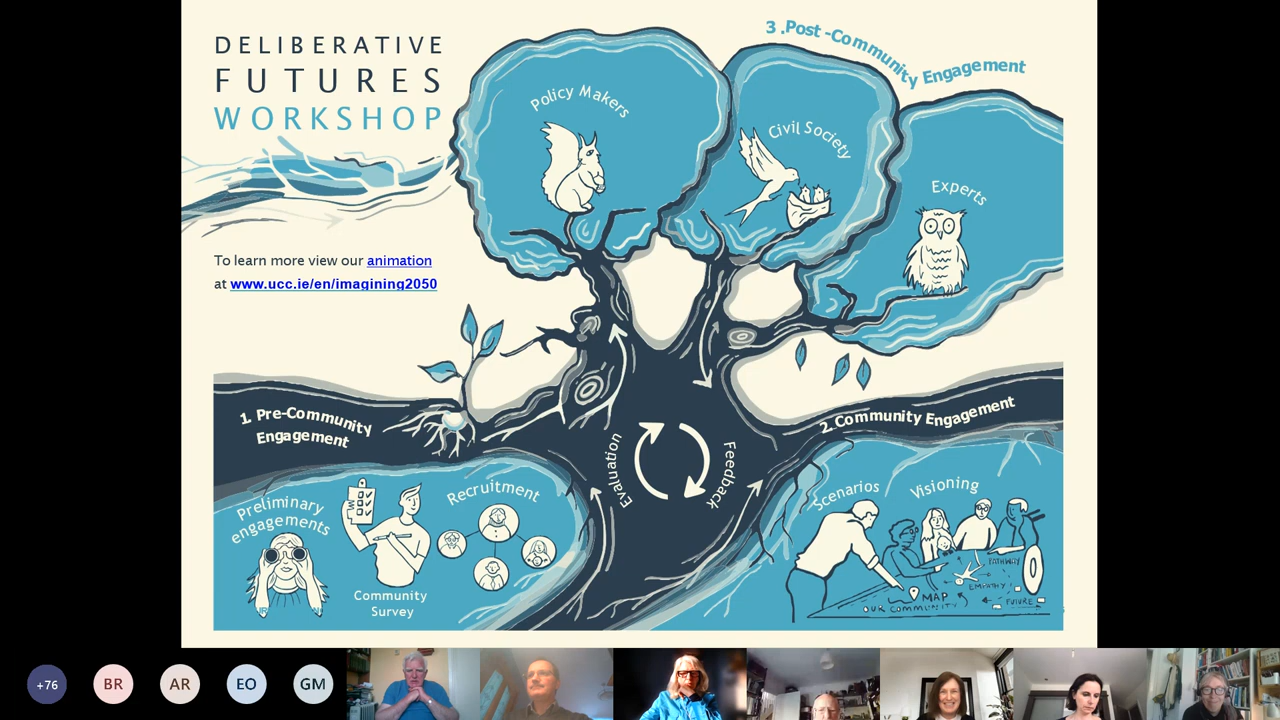 DELIBERATIVE
FUTURES
WORKSHOP
3 .Post -Community Engagement
Policy Makers
Civil Society
Experts
To learn more view our animation
at www.ucc.ie/en/imagining2050
1. Pre-Community
Engagement
2.Community Engagement
Evaluation
Feedback
Preliminary
engagements
Recruitment
Community
Survey
Scenarios
Visioning
PATHWAY
EMPATHY!
MAP
OUR COMMUNITY
FUTURE
+76
BR
AR
EO
GM